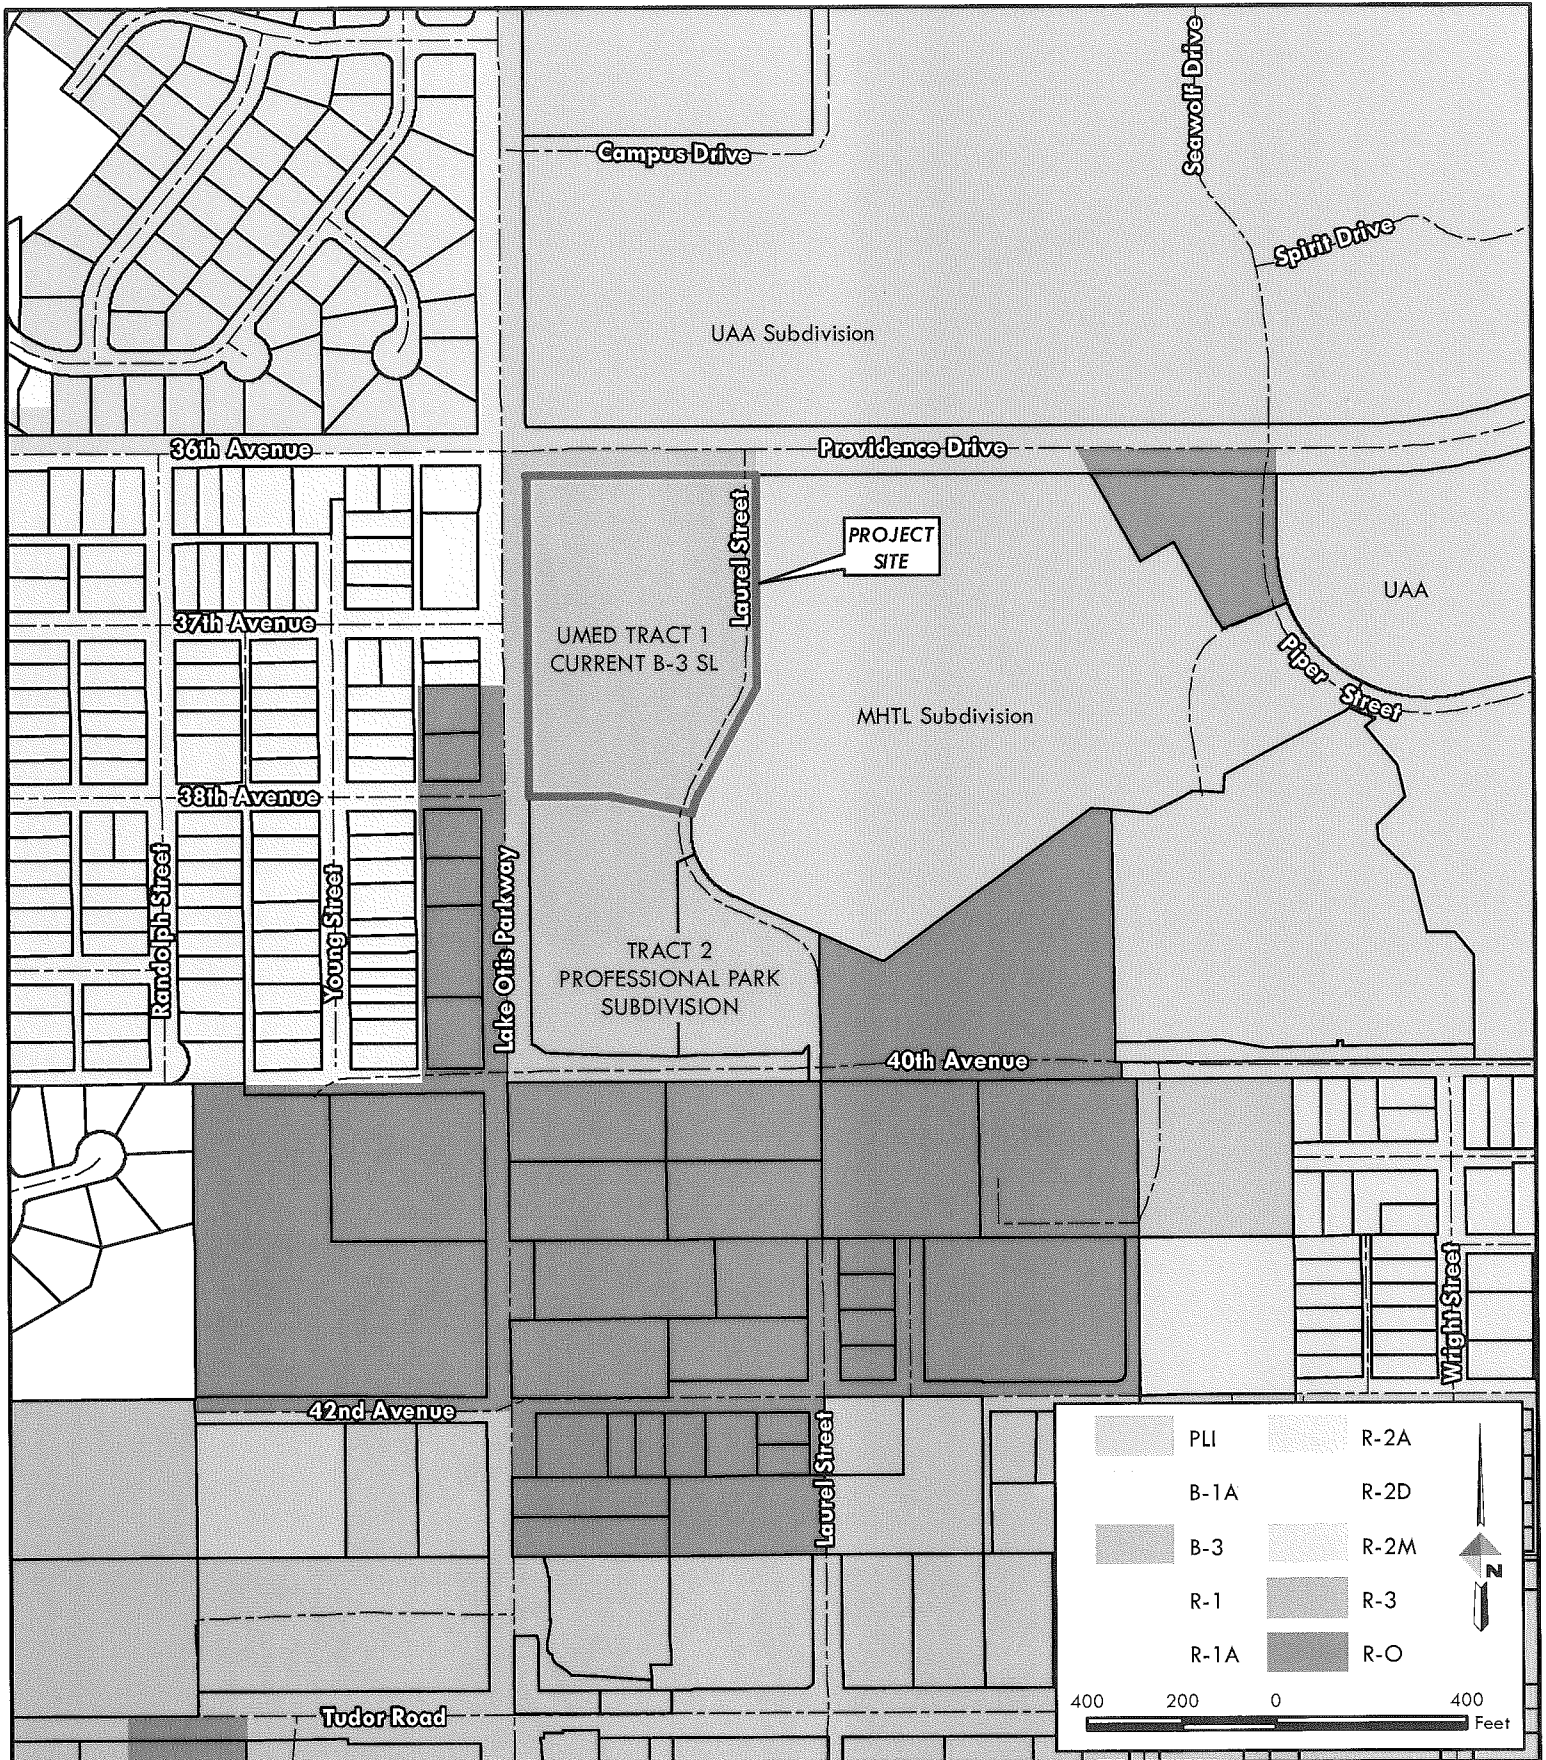 Seawolf Drive
Campus Drive
Spirit Drive
UAA Subdivision
36th Avenue
Providence Drive
Laurel Street
PROJECT
SITE
UAA
37th Avenue
UMED TRACT 1
CURRENT B-3 SL
Piper Street
MHTL Subdivision
38th Avenue
Randolph Street
Young Street
Lake Otis Parkway
TRACT 2
PROFESSIONAL PARK
SUBDIVISION
40th Avenue
Wright Street
42nd Avenue
Laurel Street
PLI
R-2A
B-1A
R-2D
B-3
R-2M
N
R-1
R-3
R-1A
R-O
400 200 0 400
Feet
Tudor Road